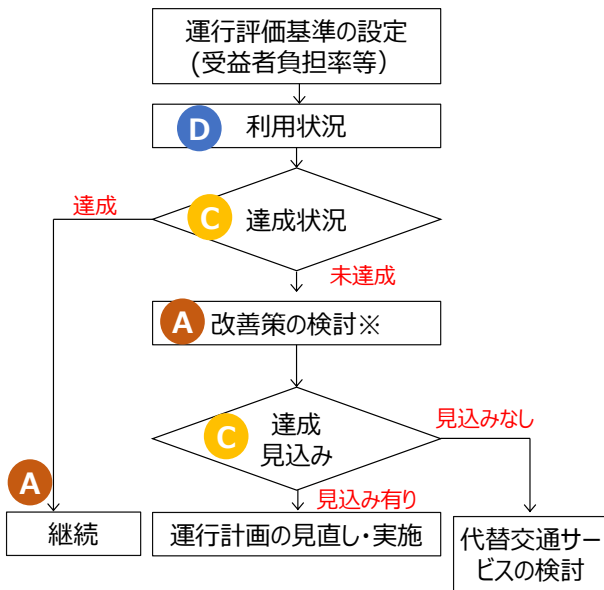 運行評価基準の設定
(受益者負担率等)
D
利用状況
達成
C
達成状況
未達成
A
改善策の検討※
C
達成
見込み
見込みなし
A
見込み有り
継続
運行計画の見直し・実施
代替交通サー
ビスの検討